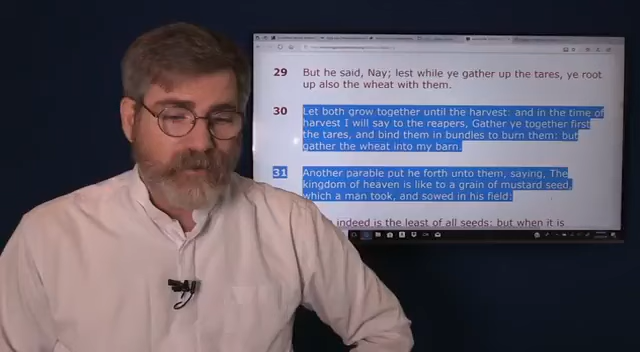 29 But he said, Nay; lest while ye gather up the tares, ye root
up also the wheat with them.
30 Let both grow together until the harvest: and in the time of
harvest I will say to the reapers, Gather ye together first
the tares, and bind them in bundles to burn them: but
gather the wheat into my barn.
31 Another parable put he forth unto them, saying, The
kingdom of heaven is like to a grain of mustard seed,
which a man took, and sowed in his field:
indeed is the least of all seeds: but when it is